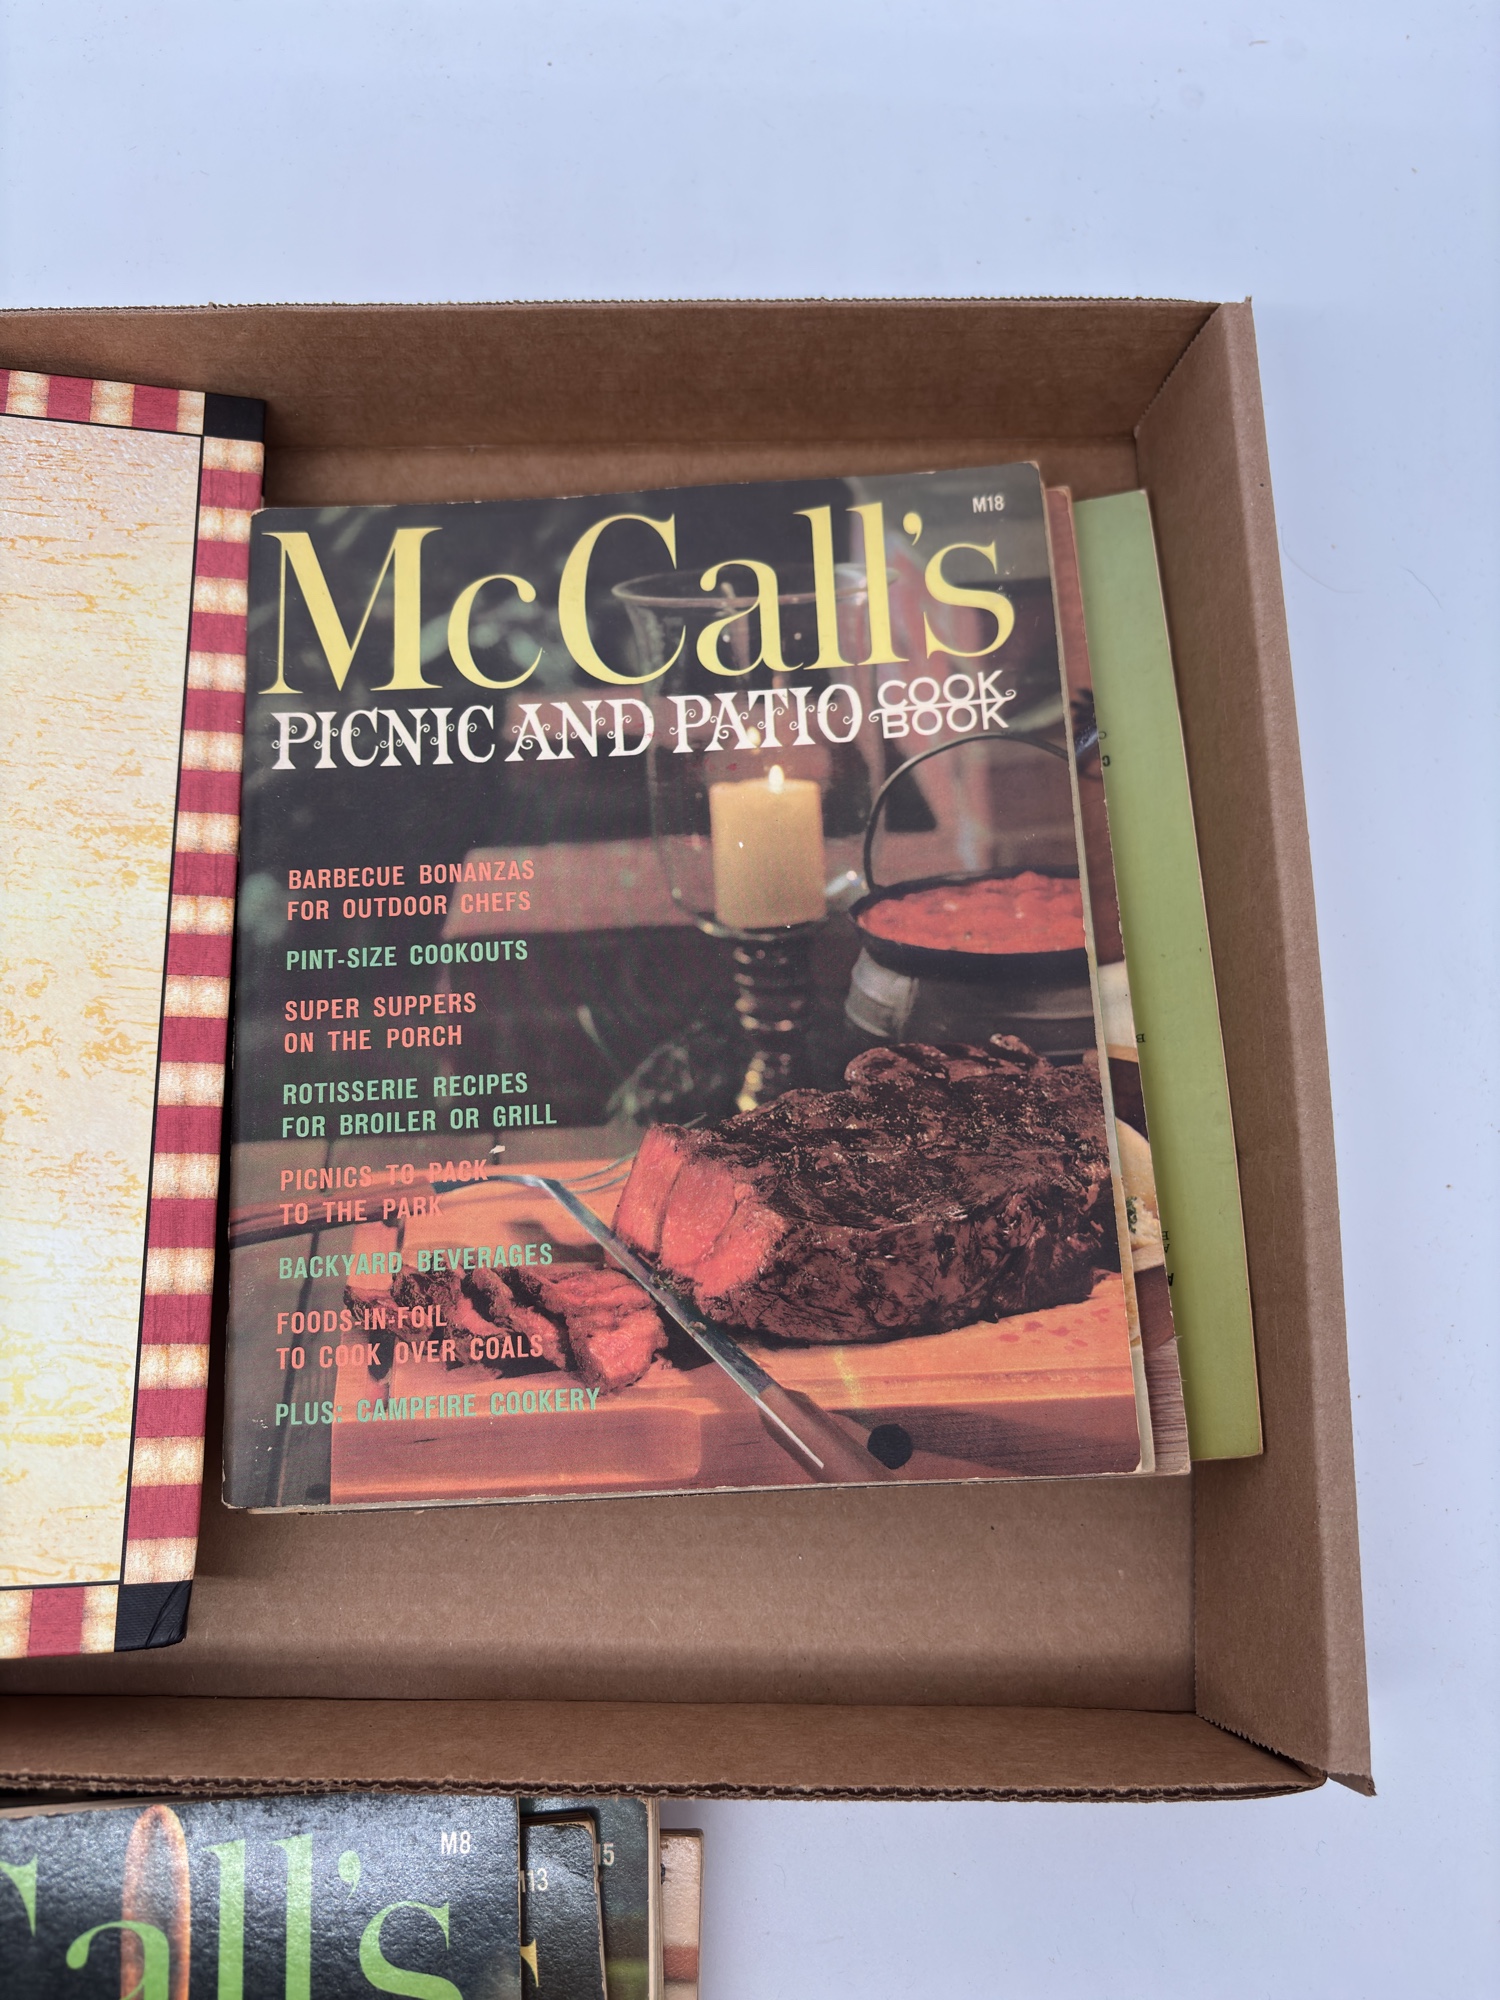 M18
McCall's
PICNIC AND PATIO COOK BOOK
BARBECUE BONANZAS
FOR OUTDOOR CHEFS
PINT-SIZE COOKOUTS
SUPER SUPPERS
ON THE PORCH
ROTISSERIE RECIPES
FOR BROILER OR GRILL
PICNICS TO PACK
TO THE PARK
BACKYARD BEVERAGES
FOODS-IN-FOIL
TO COOK OVER COALS
PLUS: CAMPFIRE COOKERY
M8
Call's